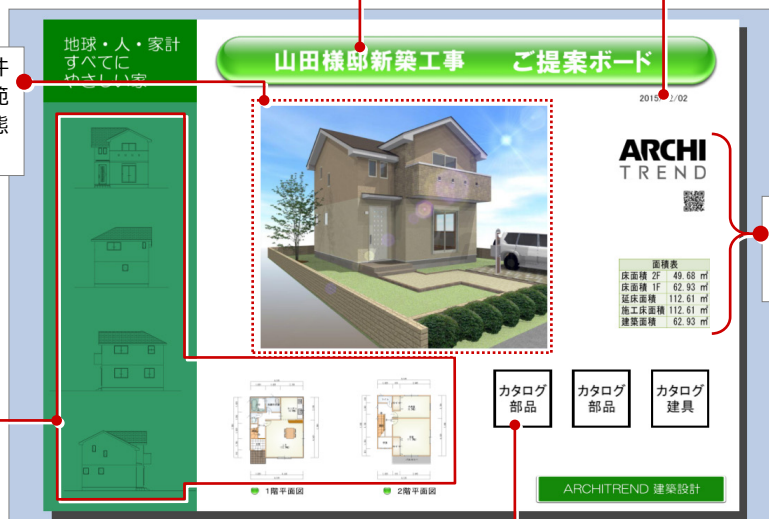 地球・人・家計
すべてに
やさしい家
山田様邸新築工事 ご提案ボード
件
範
態
ARCHI
TREND
面積表
床面積 2F 49.68 ㎡
床面積 1F 62.93 ㎡
延床面積 112.61 ㎡
施工床面積 112.61 ㎡
建築面積 62.93 ㎡
カタログ
部品
カタログ
部品
カタログ
建具
1階平面図
2階平面図
ARCHITREND 建築設計